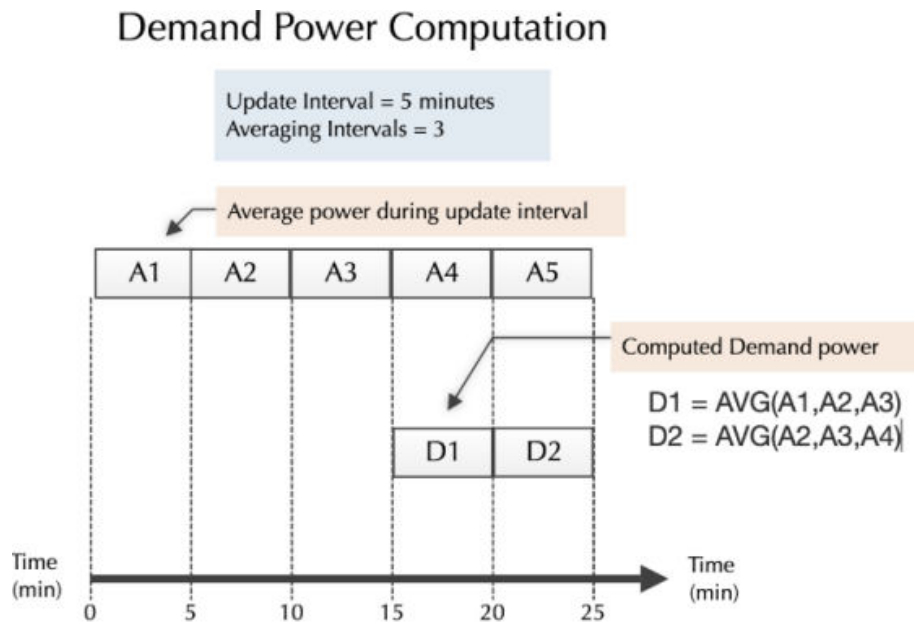 Demand Power Computation
Update Interval = 5 minutes
Averaging Intervals = 3
Average power during update interval
A1 A2 A3 A4 A5
Computed Demand power
D1 = AVG(A1,A2,A3)
D2 = AVG(A2,A3,A4)
D1 D2
Time
(min)
Time
(min)
0 5 10 15 20 25